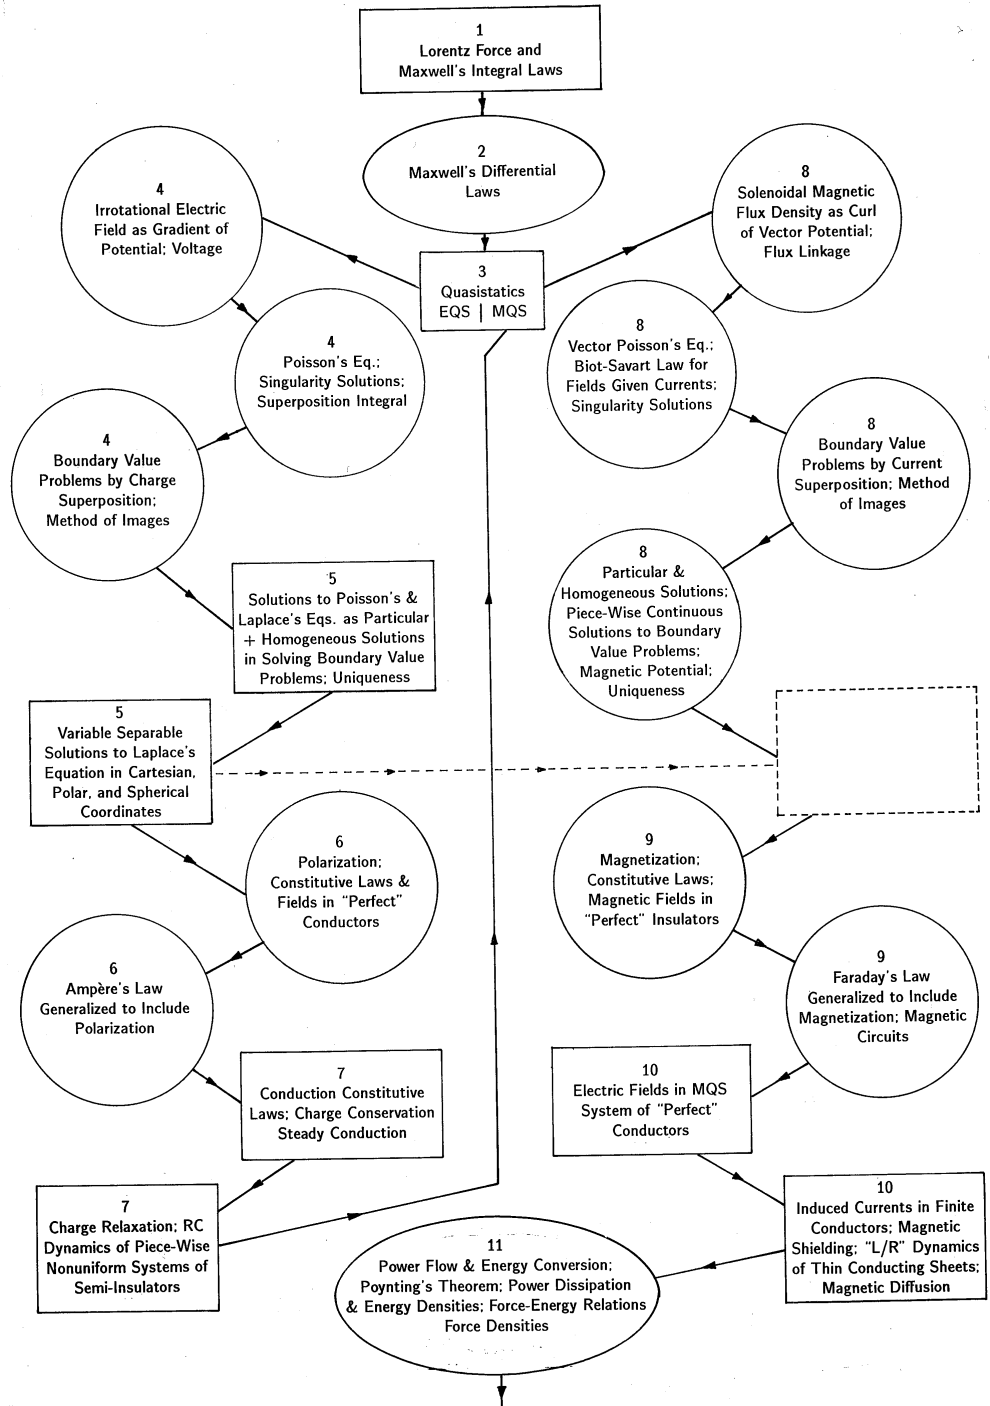 1
Lorentz Force and
Maxwell's Integral Laws
2
Maxwell's Differential
Laws
3
Quasistatics
EQS | MQS
4
Irrotational Electric
Field as Gradient of
Potential; Voltage
4
Poisson's Eq.;
Singularity Solutions;
Superposition Integral
4
Boundary Value
Problems by Charge
Superposition;
Method of Images
5
Solutions to Poisson's &
Laplace's Eqs. as Particular
+ Homogeneous Solutions
in Solving Boundary Value
Problems; Uniqueness
5
Variable Separable
Solutions to Laplace's
Equation in Cartesian,
Polar, and Spherical
Coordinates
6
Polarization;
Constitutive Laws &
Fields in "Perfect"
Conductors
6
Ampère's Law
Generalized to Include
Polarization
7
Conduction Constitutive
Laws; Charge Conservation
Steady Conduction
7
Charge Relaxation; RC
Dynamics of Piece-Wise
Nonuniform Systems of
Semi-Insulators
8
Solenoidal Magnetic
Flux Density as Curl
of Vector Potential;
Flux Linkage
8
Vector Poisson's Eq.;
Biot-Savart Law for
Fields Given Currents;
Singularity Solutions
8
Boundary Value
Problems by Current
Superposition; Method
of Images
8
Particular &
Homogeneous Solutions;
Piece-Wise Continuous
Solutions to Boundary
Value Problems;
Magnetic Potential;
Uniqueness
9
Magnetization;
Constitutive Laws;
Magnetic Fields in
"Perfect" Insulators
9
Faraday's Law
Generalized to Include
Magnetization; Magnetic
Circuits
10
Electric Fields in MQS
System of "Perfect"
Conductors
10
Induced Currents in Finite
Conductors; Magnetic
Shielding; "L/R" Dynamics
of Thin Conducting Sheets;
Magnetic Diffusion
11
Power Flow & Energy Conversion;
Poynting's Theorem; Power Dissipation
& Energy Densities; Force-Energy Relations
Force Densities